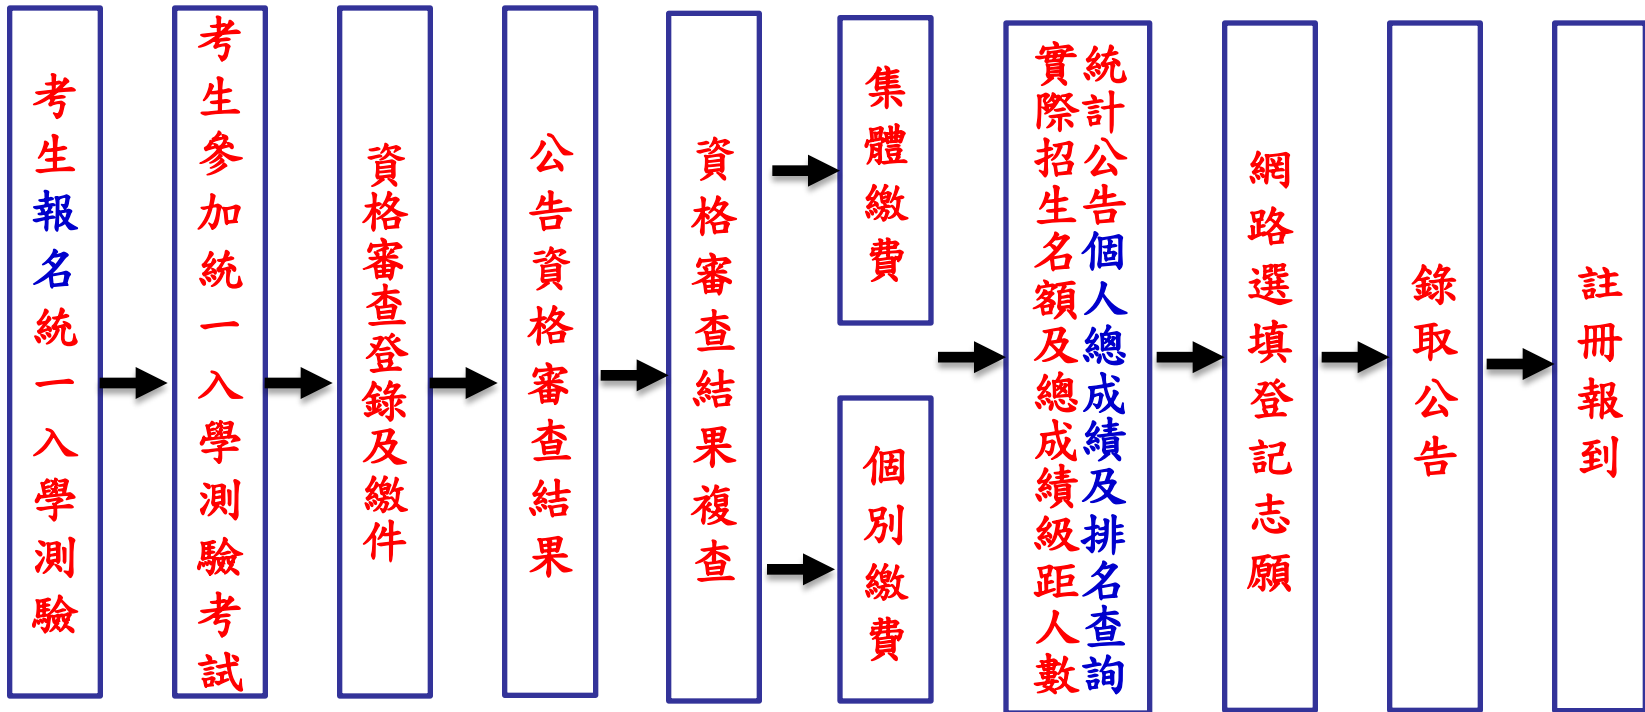 考生報名統一入學測驗
考生參加統一入學測驗考試
資格審查登錄及繳件
公告資格審查結果
資格審查結果複查
集體繳費
個別繳費
統計公告個人總成績及排名查詢
實際招生名額及總成績級距人數
網路選填登記志願
錄取公告
註冊報到